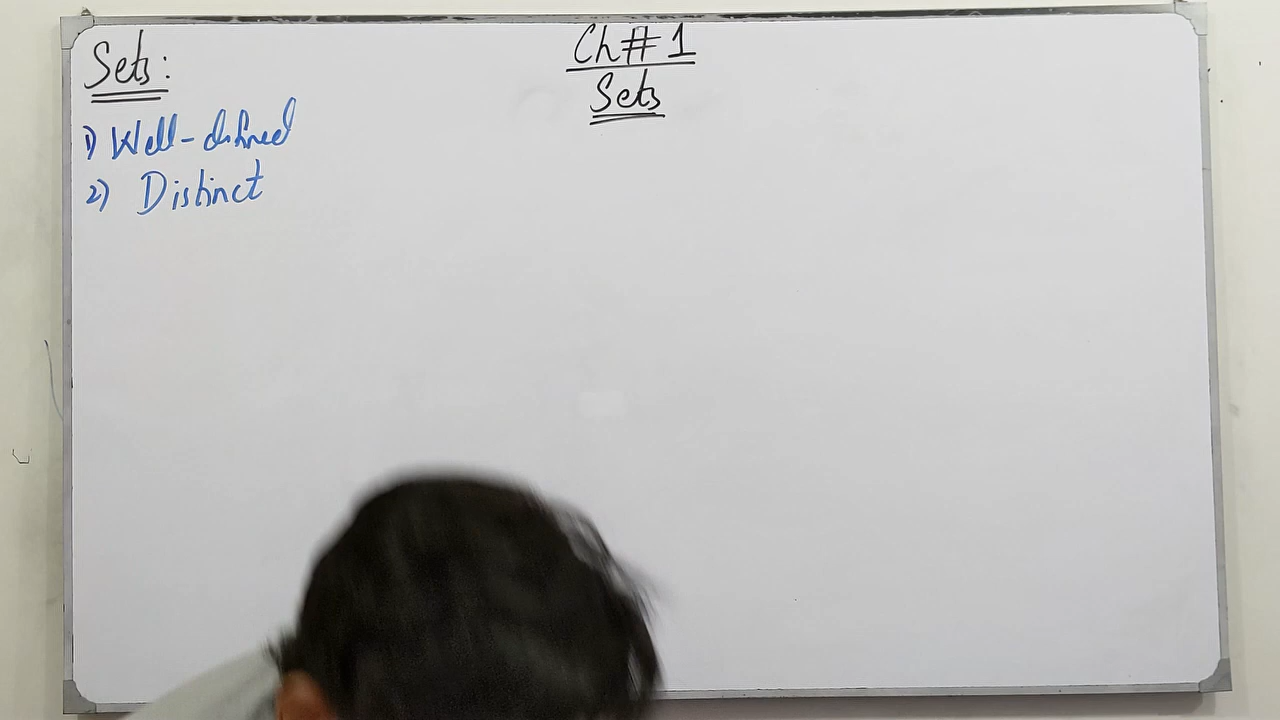 Ch# 1
Sets
Sets:
1) Well-defined
2) Distinct